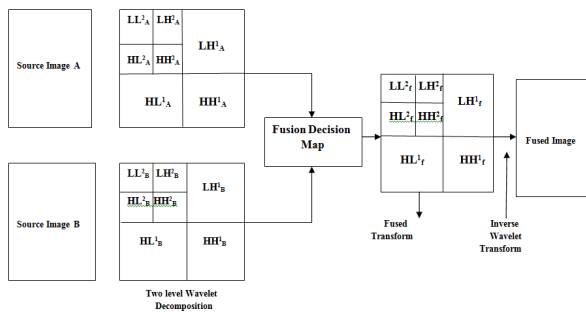 Source Image A
LL²A LH²A
HL²A HH²A
LH¹A
HL¹A HH¹A
Source Image B
LL²B LH²B
HL²B HH²B
LH¹B
HL¹B HH¹B
Two level Wavelet
Decomposition
Fusion Decision
Map
LL²f LH²f
HL²f HH²f
LH¹f
HL¹f HH¹f
Fused
Transform
Inverse
Wavelet
Transform
Fused Image